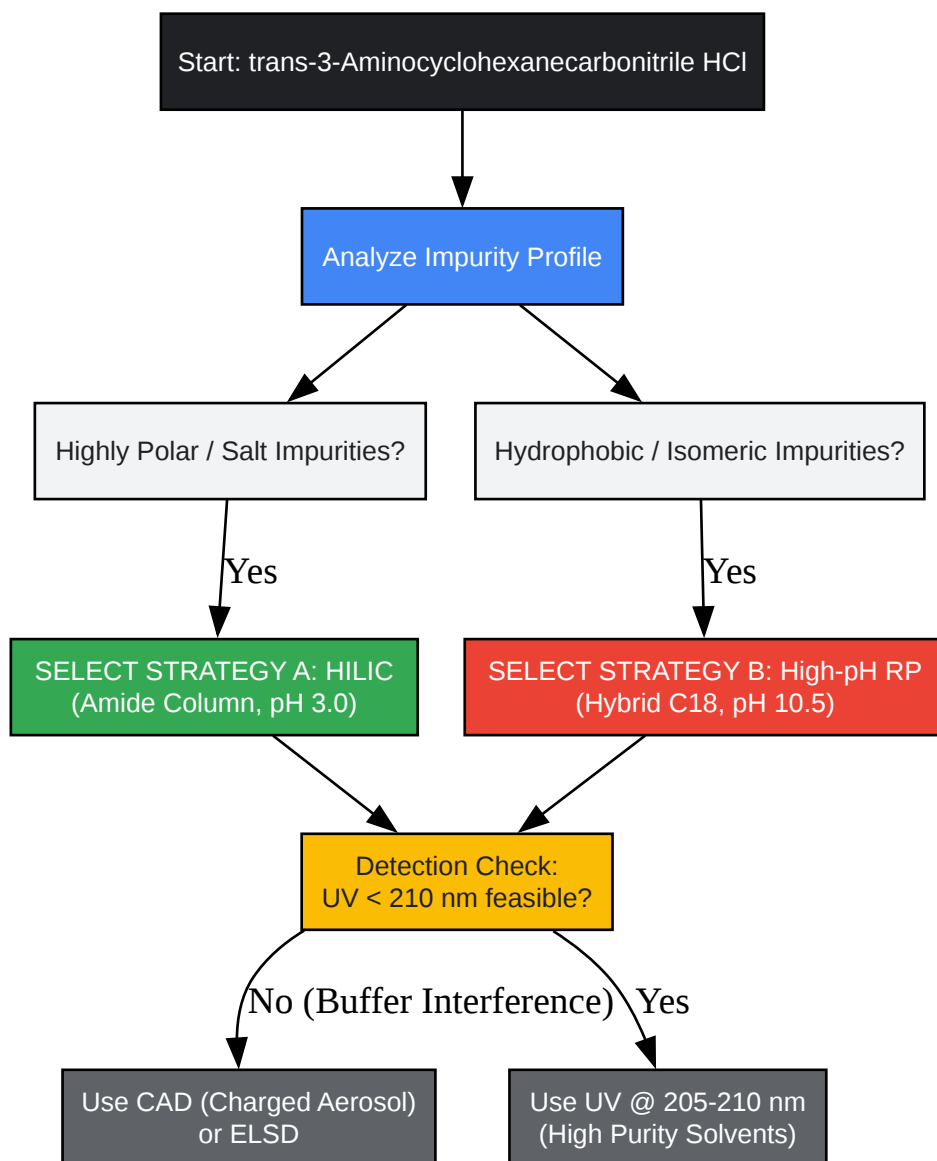 Start: trans-3-Aminocyclohexanecarbonitrile HCl
Analyze Impurity Profile
Highly Polar / Salt Impurities?
Hydrophobic / Isomeric Impurities?
Yes
Yes
SELECT STRATEGY A: HILIC
(Amide Column, pH 3.0)
SELECT STRATEGY B: High-pH RP
(Hybrid C18, pH 10.5)
Detection Check:
UV < 210 nm feasible?
No (Buffer Interference)
Yes
Use CAD (Charged Aerosol)
or ELSD
Use UV @ 205-210 nm
(High Purity Solvents)